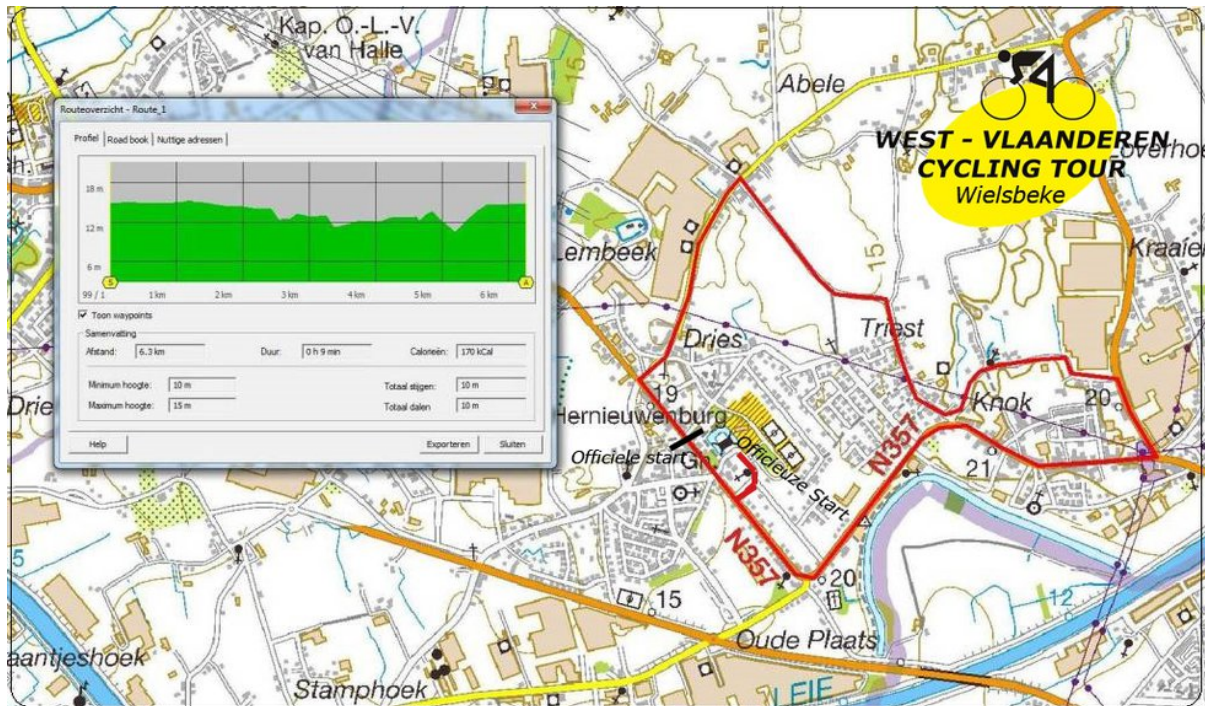 Kap. O.-L.-V.
van Halle
Abele
WEST - VLAANDEREN
CYCLING TOUR
Wielsbeke
Kraaie
15
Routeoverzicht - Route_1
Profiel
Road book
Nuttige adressen
18 m
12 m
6 m
S
A
99 / 1
1 km
2 km
3 km
4 km
5 km
6 km
Toon waypoints
Samenvatting
Afstand:
6.3 km
Duur:
0 h 9 min
Calorieën:
170 kCal
Minimum hoogte:
10 m
Totaal stijgen:
10 m
Maximum hoogte:
15 m
Totaal dalen
10 m
Help
Exporteren
Sluiten
Lembeek
15
Dries
Triest
Knok
20
19
Hernieuwenburg
Officiele start
Officieuze Start
N357
21
N357
20
15
12
Drie
Oude Plaats
aantjeshoek
Stamphoek
LEIE